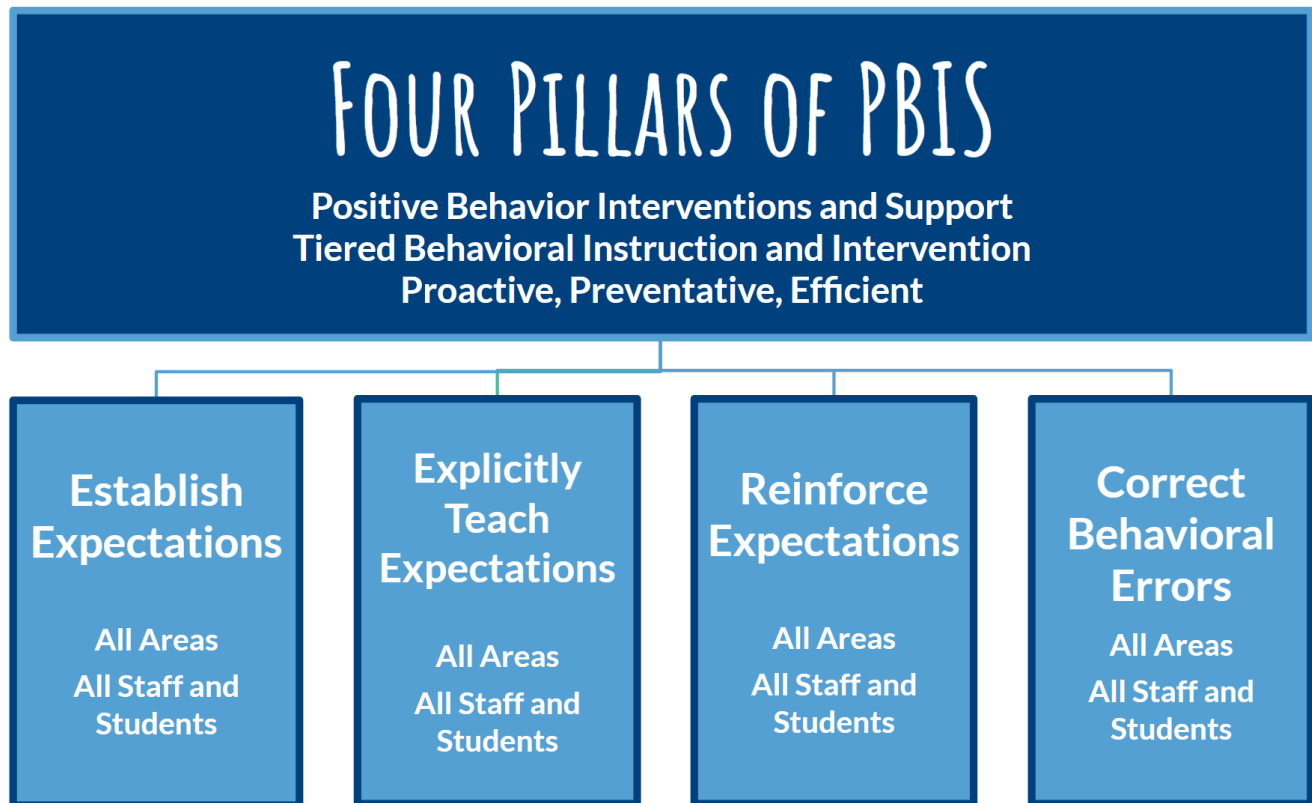 FOUR PILLARS OF PBIS
Positive Behavior Interventions and Support
Tiered Behavioral Instruction and Intervention
Proactive, Preventative, Efficient
Establish
Expectations
All Areas
All Staff and
Students
Explicitly
Teach
Expectations
All Areas
All Staff and
Students
Reinforce
Expectations
All Areas
All Staff and
Students
Correct
Behavioral
Errors
All Areas
All Staff and
Students